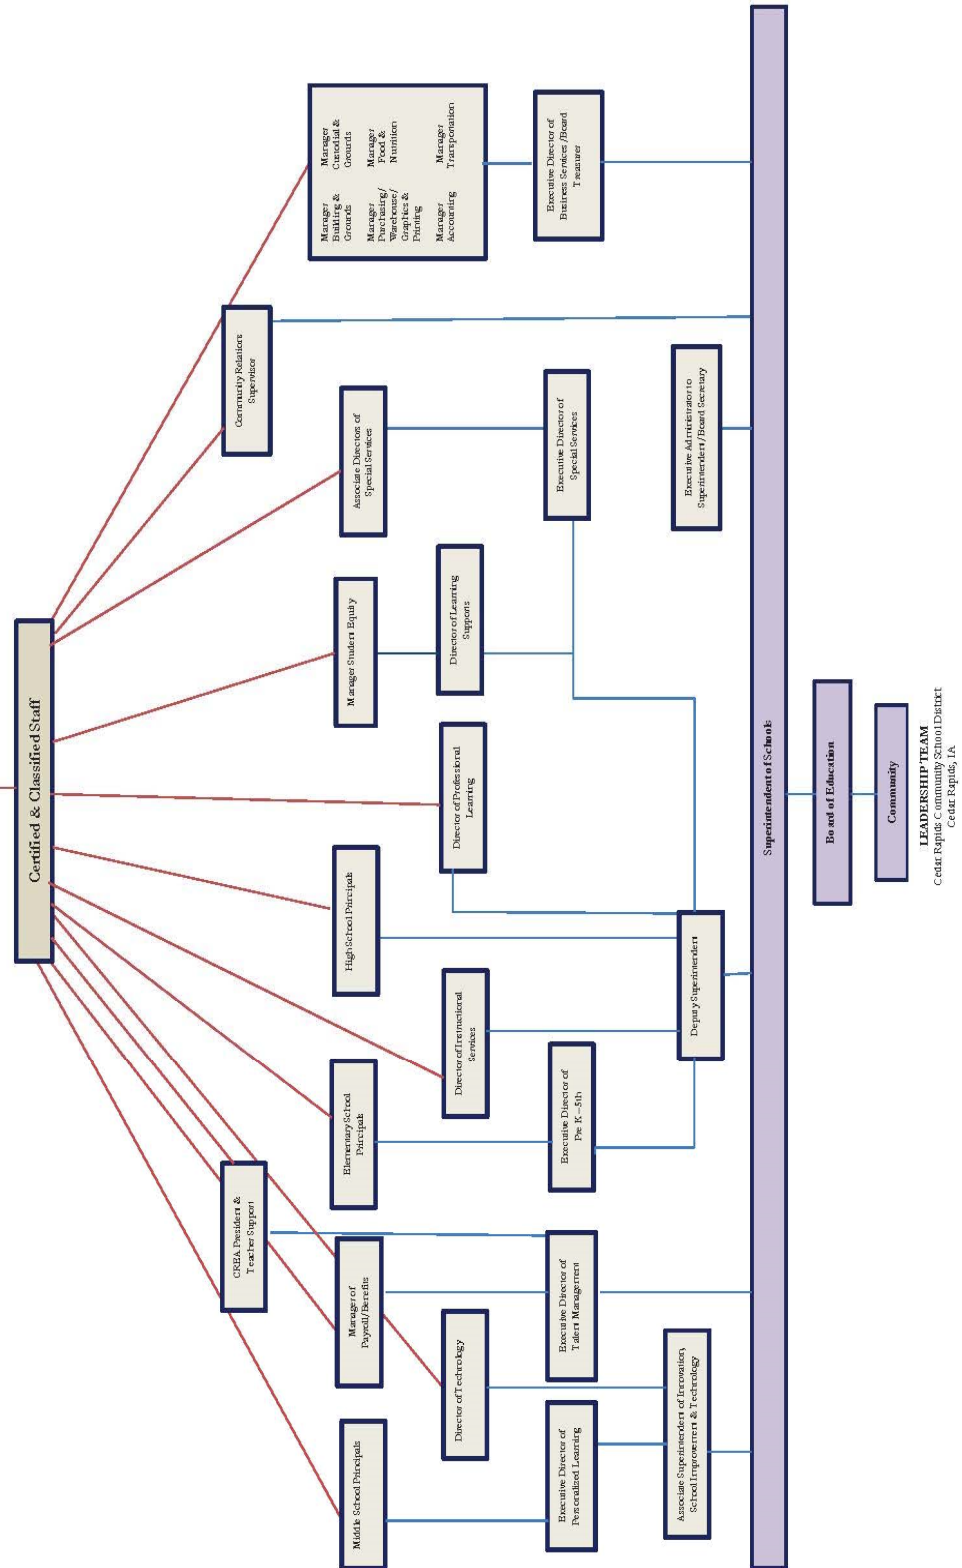 Certified & Classified Staff
CREA President &
Teacher Support
Community Relations
Supervisor
Middle School Principals
Manager of
Payroll/Benefits
Elementary School
Principals
High School Principals
Manager Student Equity
Associate Directors of
Special Services
Manager
Building &
Grounds
Manager
Custodial &
Grounds
Manager
Purchasing/
Warehouse/
Graphics &
Printing
Manager
Food &
Nutrition
Manager
Accounting
Manager
Transportation
Director of Technology
Director of Instructional
Services
Director of Professional
Learning
Director of Learning
Supports
Executive Director of
Personalized Learning
Executive Director of
Talent Management
Executive Director of
Pre K – 5th
Executive Director of
Special Services
Executive Director of
Business Services /Board
Treasurer
Associate Superintendent of Innovation,
School Improvement & Technology
Deputy Superintendent
Executive Administrator to
Superintendent/Board Secretary
Superintendent of Schools
Board of Education
Community
LEADERSHIP TEAM
Cedar Rapids Community School District
Cedar Rapids, IA